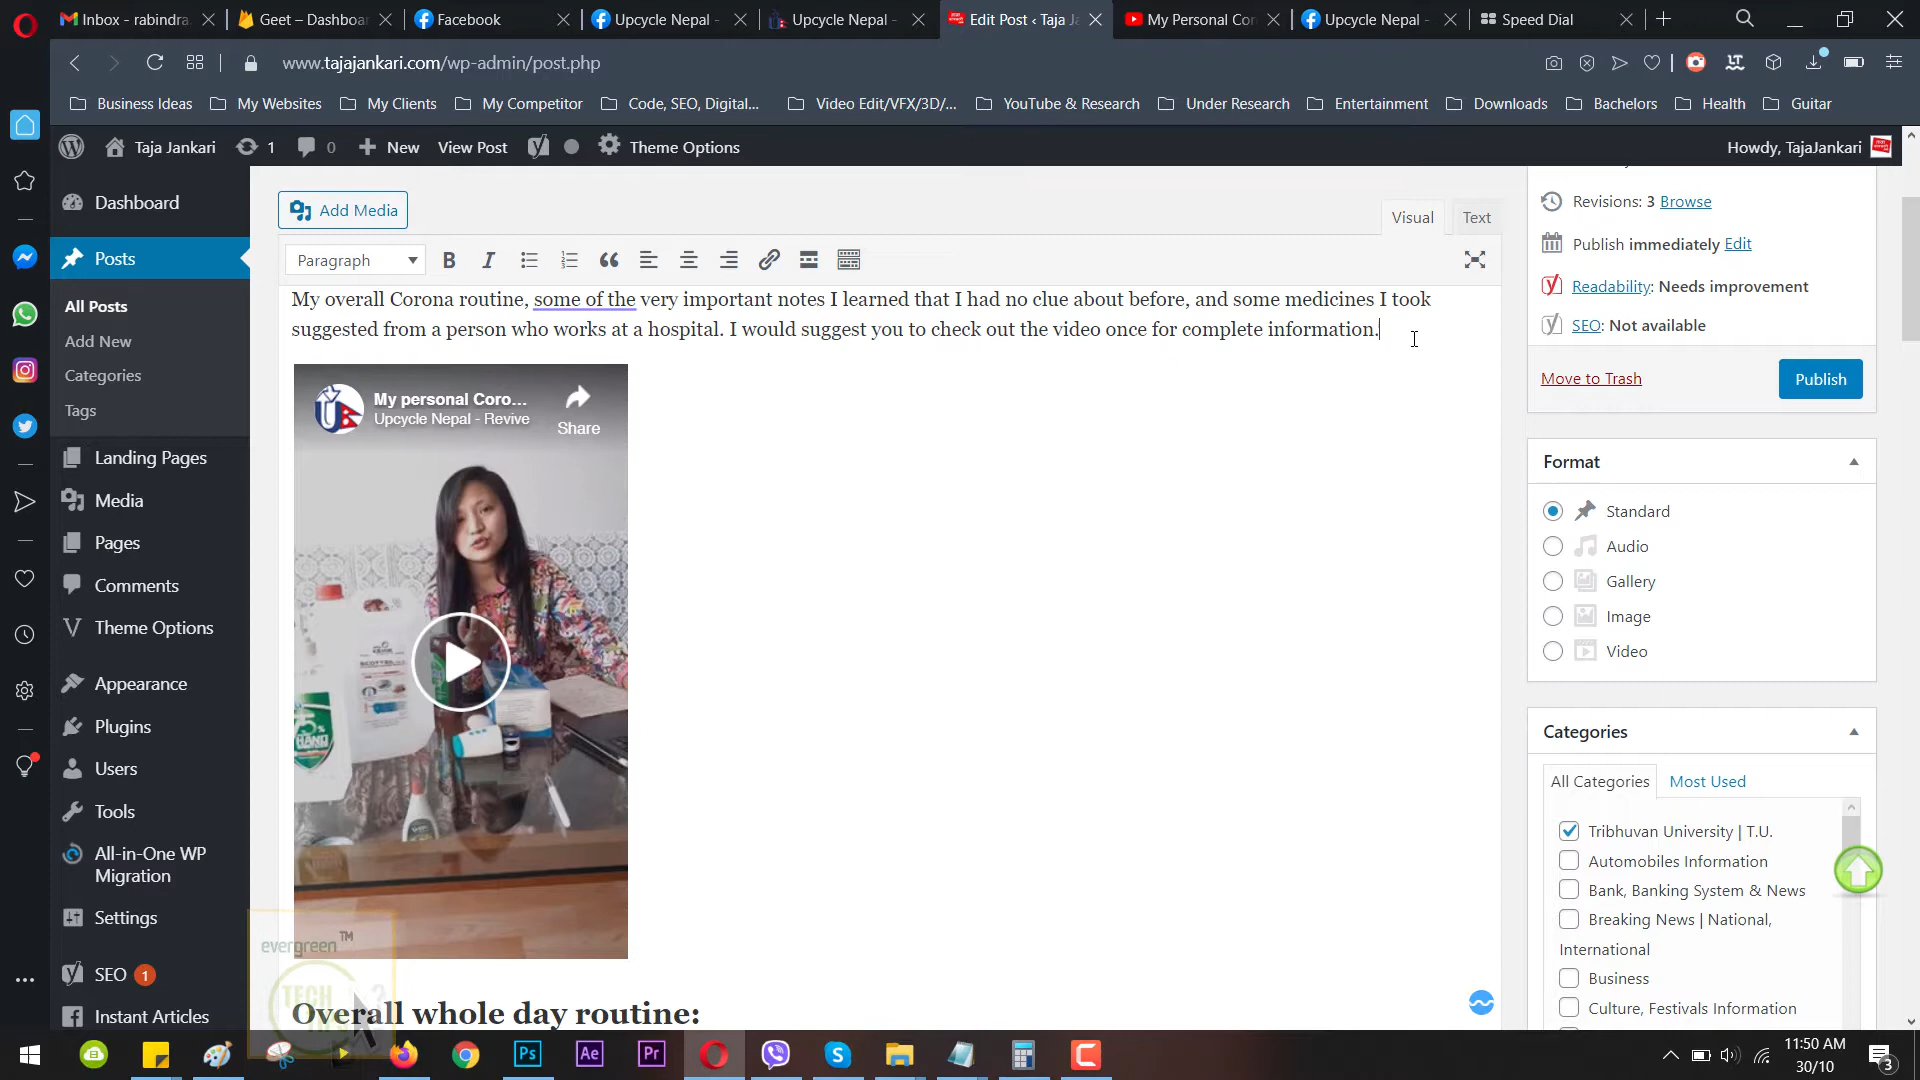 Inbox - rabindra.
Geet – Dashboar
Facebook
Upcycle Nepal -
Upcycle Nepal -
Edit Post ‹ Taja Ja
My Personal Cor
Upcycle Nepal -
Speed Dial
www.tajajankari.com/wp-admin/post.php
Business Ideas
My Websites
My Clients
My Competitor
Code, SEO, Digital...
Video Edit/VFX/3D/...
YouTube & Research
Under Research
Entertainment
Downloads
Bachelors
Health
Guitar
Taja Jankari
1
0
New
View Post
Theme Options
Howdy, TajaJankari
Dashboard
Posts
All Posts
Add New
Categories
Tags
Landing Pages
Media
Pages
Comments
Theme Options
Appearance
Plugins
Users
Tools
All-in-One WP
Migration
Settings
SEO 1
Instant Articles
Add Media
Visual
Text
Paragraph
My overall Corona routine, some of the very important notes I learned that I had no clue about before, and some medicines I took
suggested from a person who works at a hospital. I would suggest you to check out the video once for complete information.
My personal Coro...
Upcycle Nepal - Revive
Share
Overall whole day routine:
evergreen™
TECH
Revisions: 3 Browse
Publish immediately Edit
Readability: Needs improvement
SEO: Not available
Move to Trash
Publish
Format
Standard
Audio
Gallery
Image
Video
Categories
All Categories
Most Used
Tribhuvan University | T.U.
Automobiles Information
Bank, Banking System & News
Breaking News | National,
International
Business
Culture, Festivals Information
Ps
Ae
Pr
11:50 AM
30/10
3